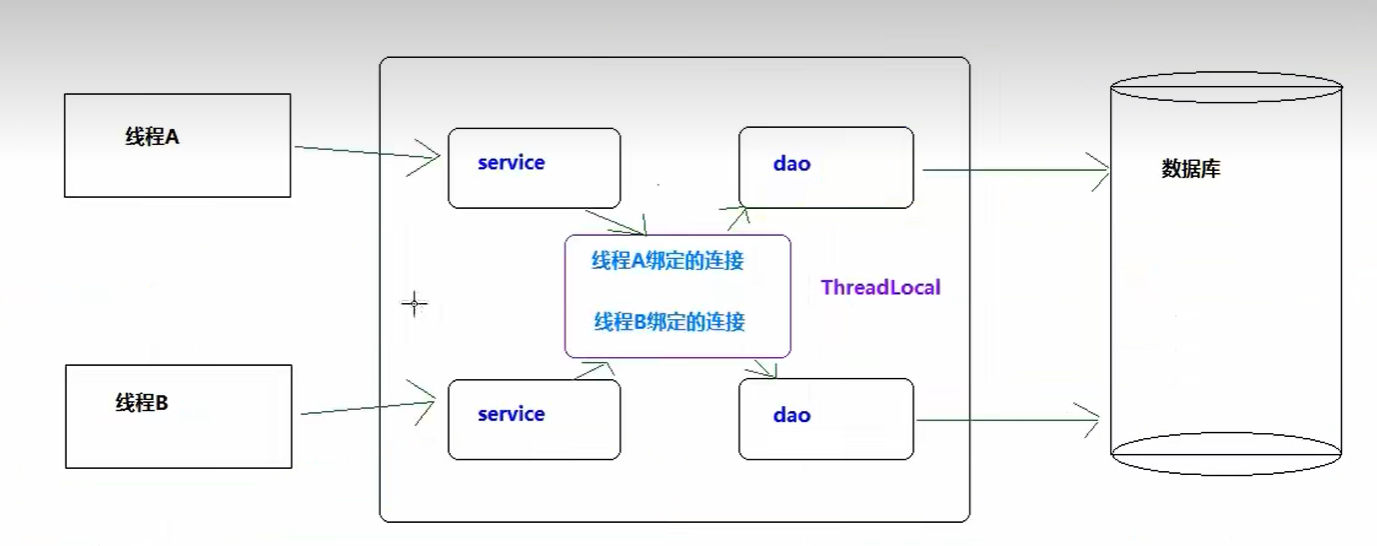 线程A
service
dao
数据库
线程A绑定的连接
ThreadLocal
线程B绑定的连接
线程B
service
dao